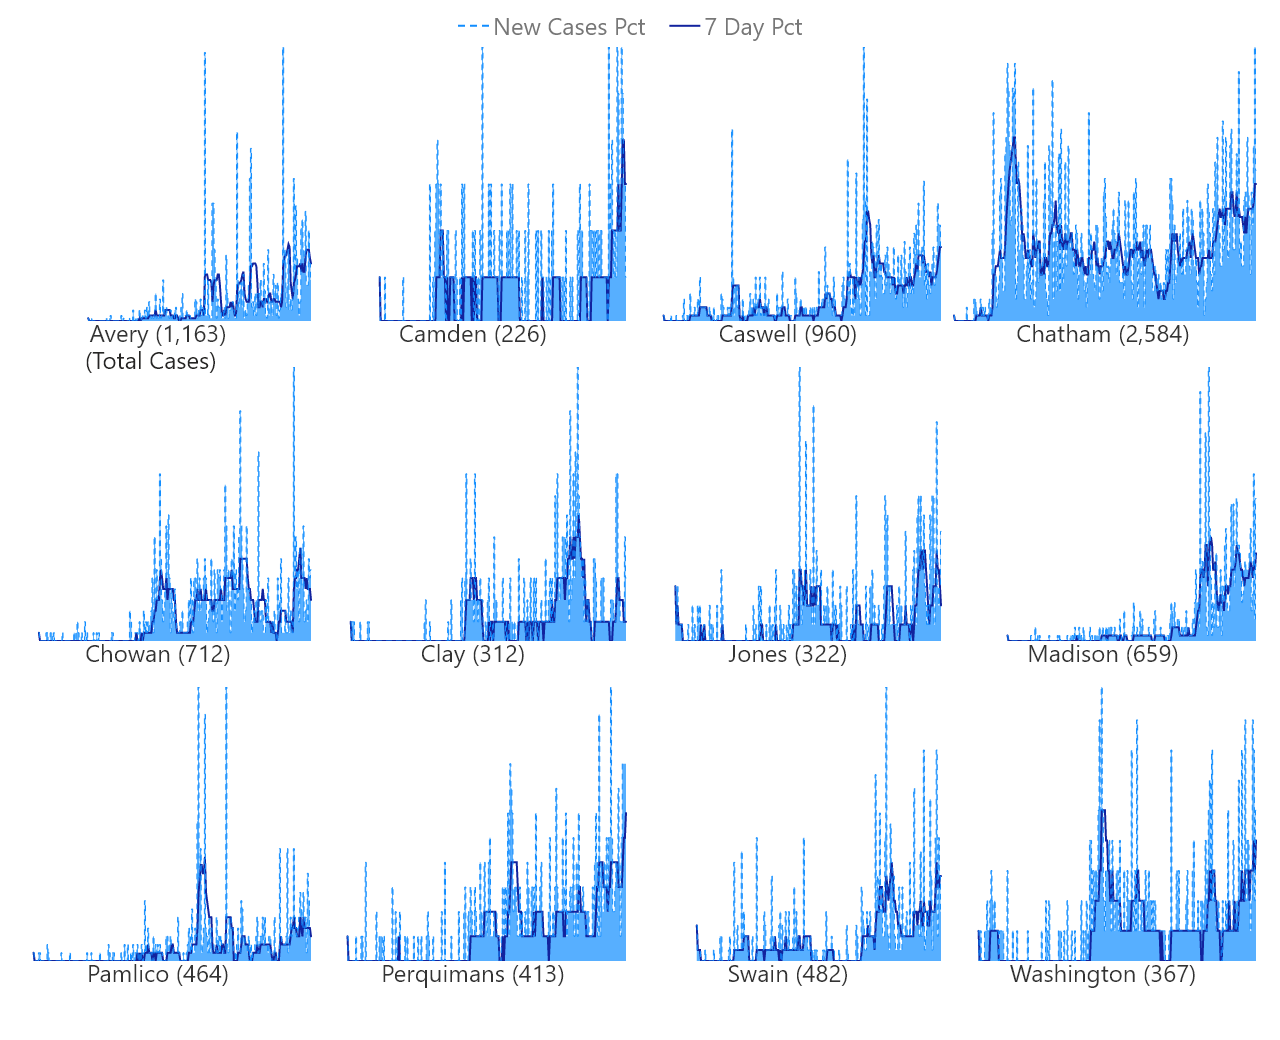 New Cases Pct 7 Day Pct
Avery (1,163) Camden (226) Caswell (960) Chatham (2,584)
(Total Cases)
Chowan (712) Clay (312) Jones (322) Madison (659)
Pamlico (464) Perquimans (413) Swain (482) Washington (367)